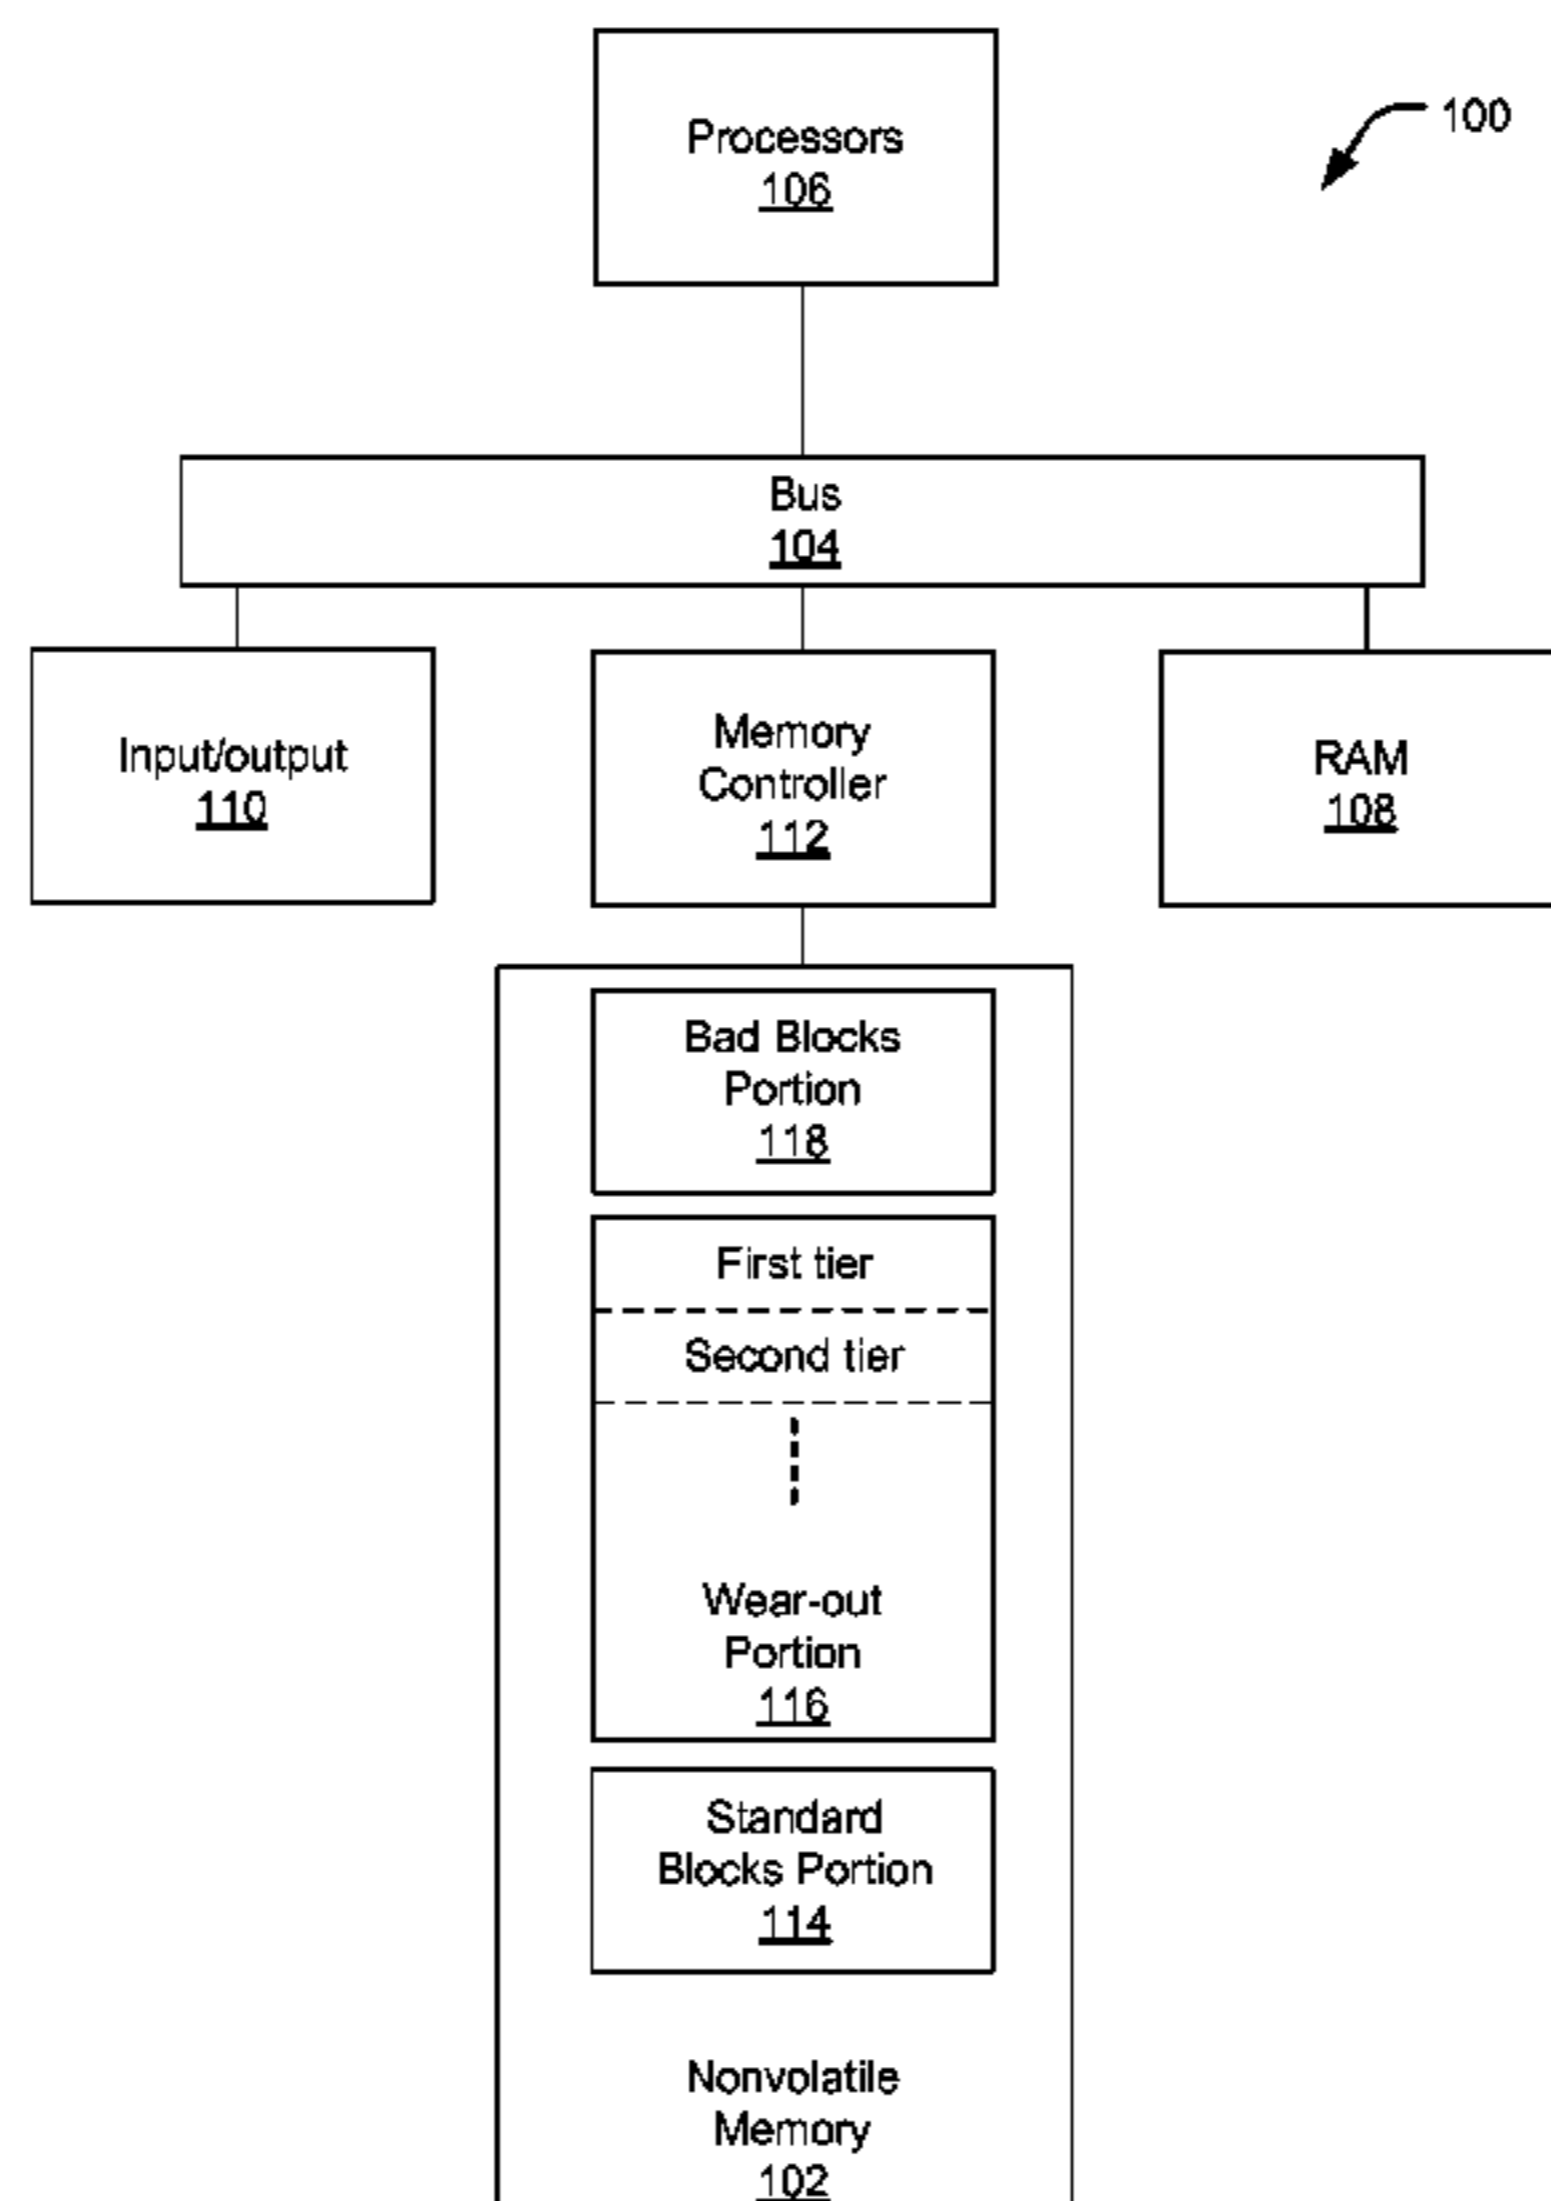 Processors
106
100
Bus
104
Input/output
110
Memory
Controller
112
RAM
108
Bad Blocks
Portion
118
First tier
Second tier
Wear-out
Portion
116
Standard
Blocks Portion
114
Nonvolatile
Memory
102